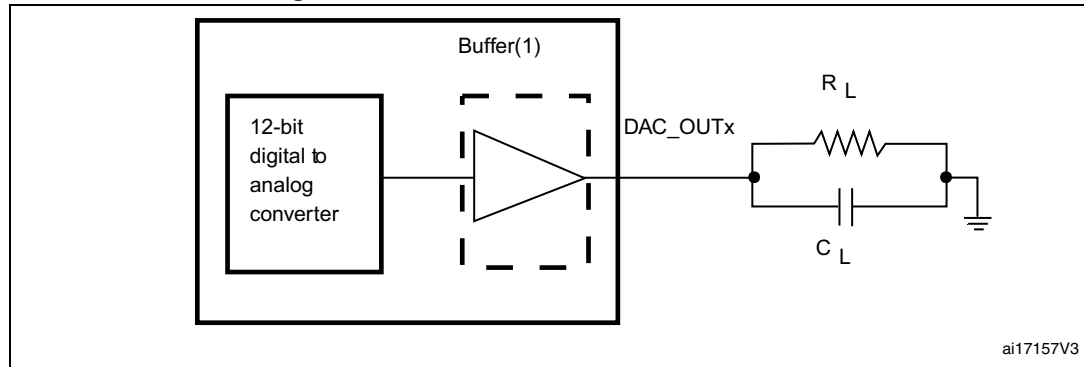 Buffer(1)
12-bit
digital to
analog
converter
DAC_OUTx
R L
C L
ai17157V3